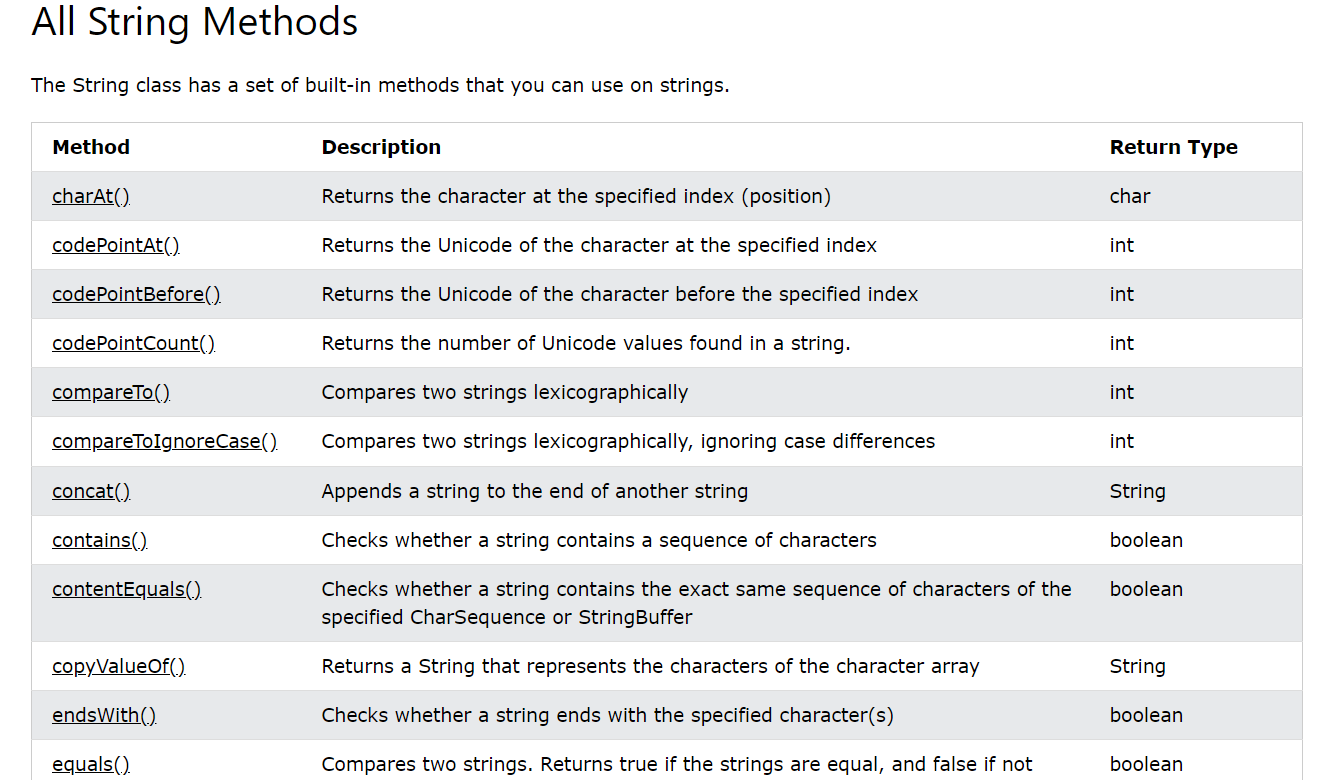 All String Methods
The String class has a set of built-in methods that you can use on strings.
Method Description Return Type
charAt() Returns the character at the specified index (position) char
codePointAt() Returns the Unicode of the character at the specified index int
codePointBefore() Returns the Unicode of the character before the specified index int
codePointCount() Returns the number of Unicode values found in a string. int
compareTo() Compares two strings lexicographically int
compareToIgnoreCase() Compares two strings lexicographically, ignoring case differences int
concat() Appends a string to the end of another string String
contains() Checks whether a string contains a sequence of characters boolean
contentEquals() Checks whether a string contains the exact same sequence of characters of the boolean
specified CharSequence or StringBuffer
copyValueOf() Returns a String that represents the characters of the character array String
endsWith() Checks whether a string ends with the specified character(s) boolean
equals() Compares two strings. Returns true if the strings are equal, and false if not boolean